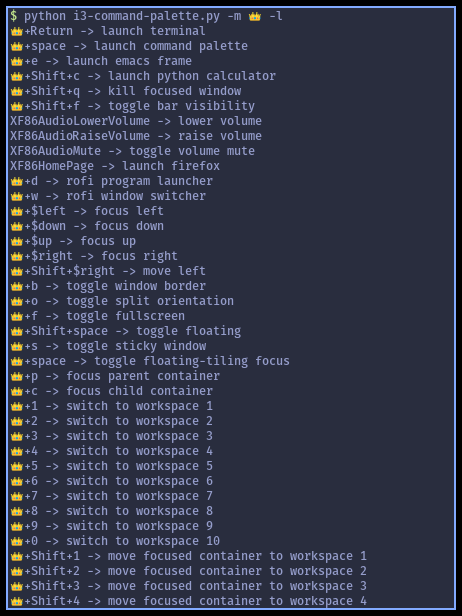 $ python i3-command-palette.py -m 👑 -l
👑+Return -> launch terminal
👑+space -> launch command palette
👑+e -> launch emacs frame
👑+Shift+c -> launch python calculator
👑+Shift+q -> kill focused window
👑+Shift+f -> toggle bar visibility
XF86AudioLowerVolume -> lower volume
XF86AudioRaiseVolume -> raise volume
XF86AudioMute -> toggle volume mute
XF86HomePage -> launch firefox
👑+d -> rofi program launcher
👑+w -> rofi window switcher
👑+$left -> focus left
👑+$down -> focus down
👑+$up -> focus up
👑+$right -> focus right
👑+Shift+$right -> move left
👑+b -> toggle window border
👑+o -> toggle split orientation
👑+f -> toggle fullscreen
👑+Shift+space -> toggle floating
👑+s -> toggle sticky window
👑+space -> toggle floating-tiling focus
👑+p -> focus parent container
👑+c -> focus child container
👑+1 -> switch to workspace 1
👑+2 -> switch to workspace 2
👑+3 -> switch to workspace 3
👑+4 -> switch to workspace 4
👑+5 -> switch to workspace 5
👑+6 -> switch to workspace 6
👑+7 -> switch to workspace 7
👑+8 -> switch to workspace 8
👑+9 -> switch to workspace 9
👑+0 -> switch to workspace 10
👑+Shift+1 -> move focused container to workspace 1
👑+Shift+2 -> move focused container to workspace 2
👑+Shift+3 -> move focused container to workspace 3
👑+Shift+4 -> move focused container to workspace 4